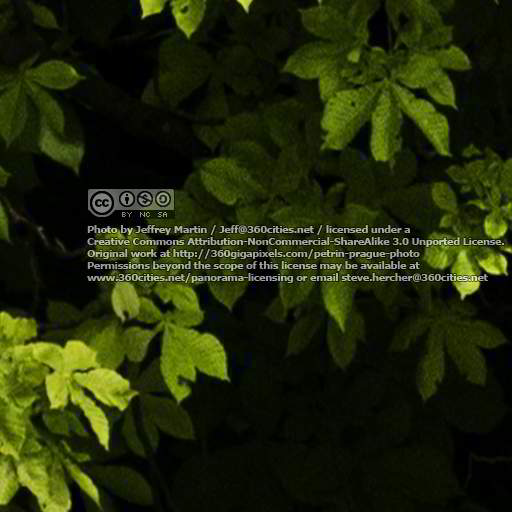 cc
BY NC SA
Photo by Jeffrey Martin / Jeff@360cities.net / licensed under a
Creative Commons Attribution-NonCommercial-ShareAlike 3.0 Unported License.
Original work at http://360gigapixels.com/petrin-prague-photo
Permissions beyond the scope of this license may be available at
www.360cities.net/panorama-licensing or email steve.hercher@360cities.net